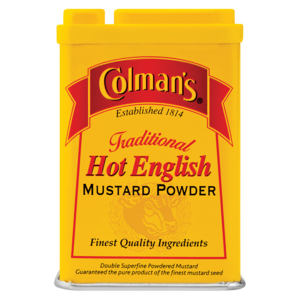 Colman's®
Established 1814
Traditional
Hot English
MUSTARD POWDER
Finest Quality Ingredients
Double Superfine Powdered Mustard
Guaranteed the pure product of the finest mustard seed